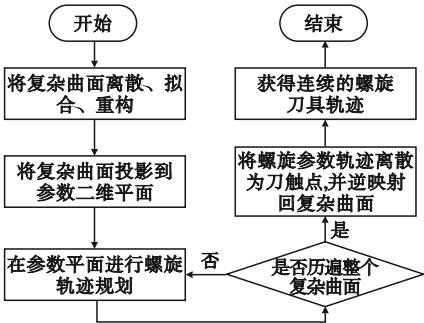 开始
将复杂曲面离散、拟
合、重构
将复杂曲面投影到
参数二维平面
在参数平面进行螺旋
轨迹规划
否
是否历遍整个
复杂曲面
是
将螺旋参数轨迹离散
为刀触点,并逆映射
回复杂曲面
获得连续的螺旋
刀具轨迹
结束